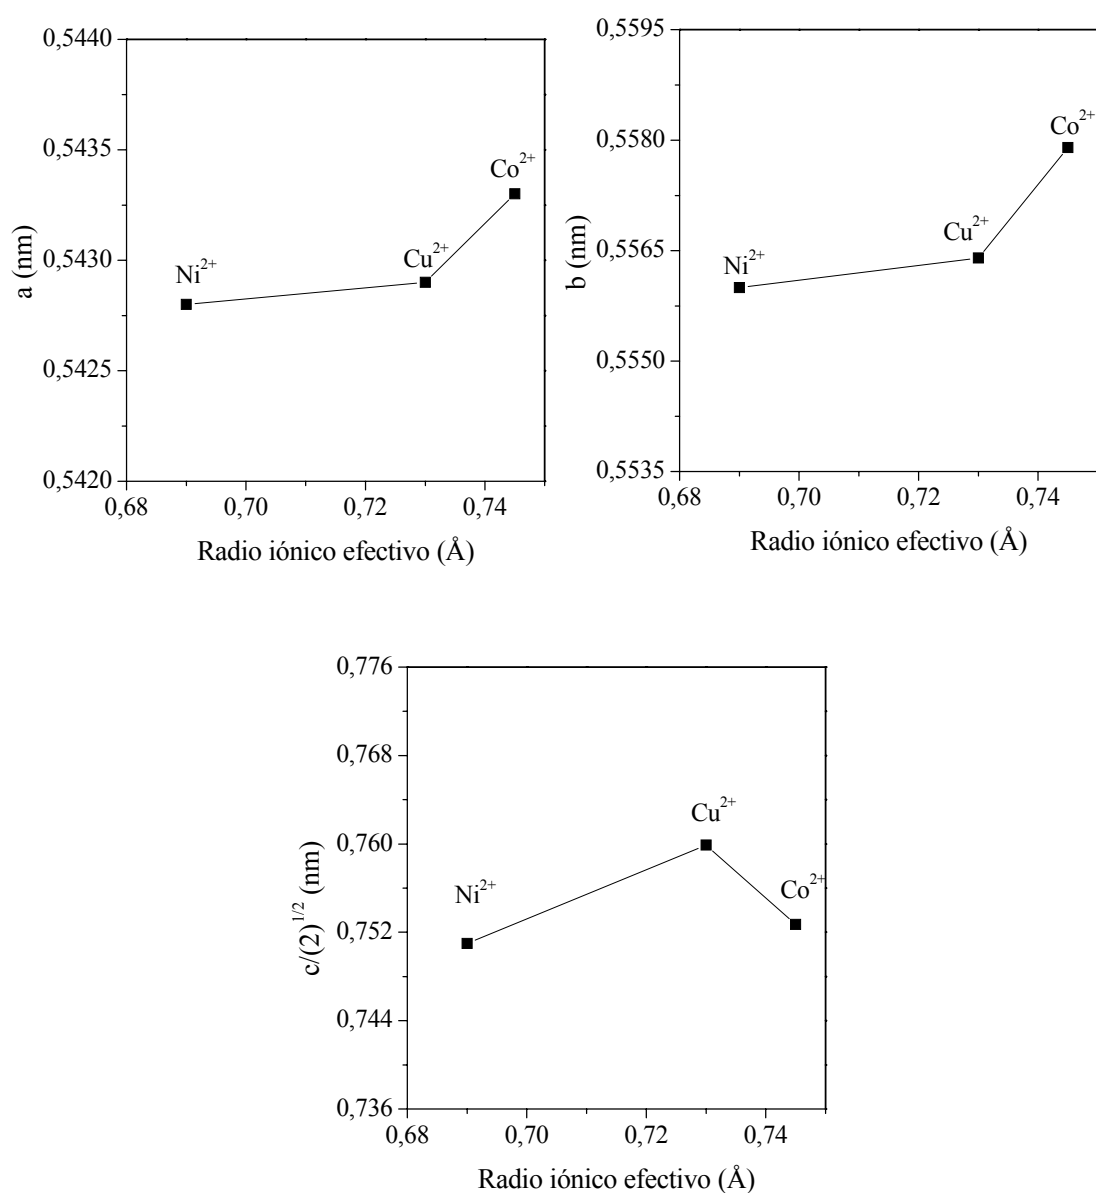 0,5440
0,5435
0,5430
0,5425
0,5420
a (nm)
Ni2+
Cu2+
Co2+
0,68 0,70 0,72 0,74
Radio iónico efectivo (Å)
0,5595
0,5580
0,5565
0,5550
0,5535
b (nm)
Ni2+
Cu2+
Co2+
0,68 0,70 0,72 0,74
Radio iónico efectivo (Å)
0,776
0,768
0,760
0,752
0,744
0,736
c/(2)1/2 (nm)
Ni2+
Cu2+
Co2+
0,68 0,70 0,72 0,74
Radio iónico efectivo (Å)